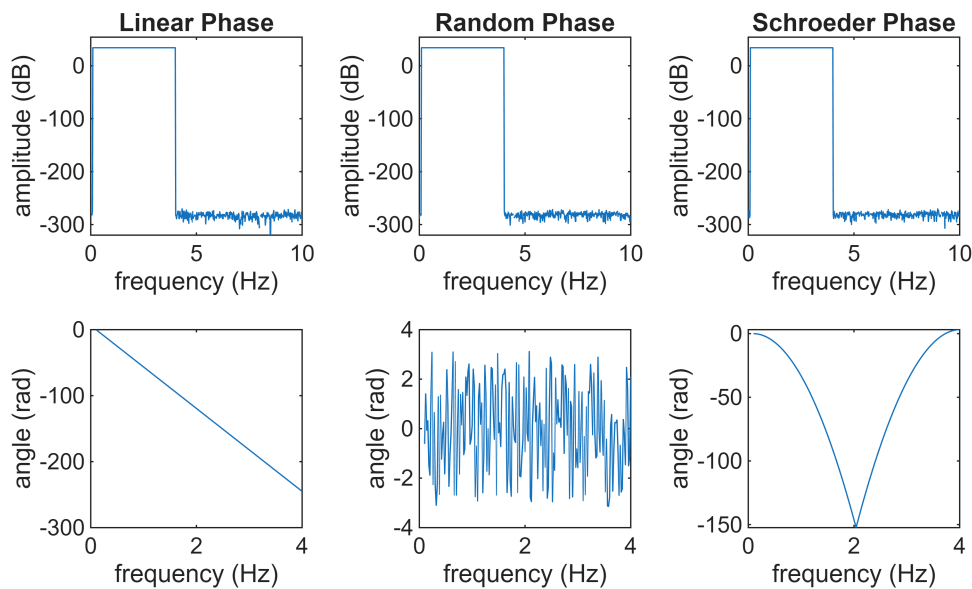 Linear Phase
Random Phase
Schroeder Phase
amplitude (dB)
0
-100
-200
-300
0 5 10
frequency (Hz)
amplitude (dB)
0
-100
-200
-300
0 5 10
frequency (Hz)
amplitude (dB)
0
-100
-200
-300
0 5 10
frequency (Hz)
angle (rad)
0
-100
-200
-300
0 2 4
frequency (Hz)
angle (rad)
4
2
0
-2
-4
0 2 4
frequency (Hz)
angle (rad)
0
-50
-100
-150
0 2 4
frequency (Hz)